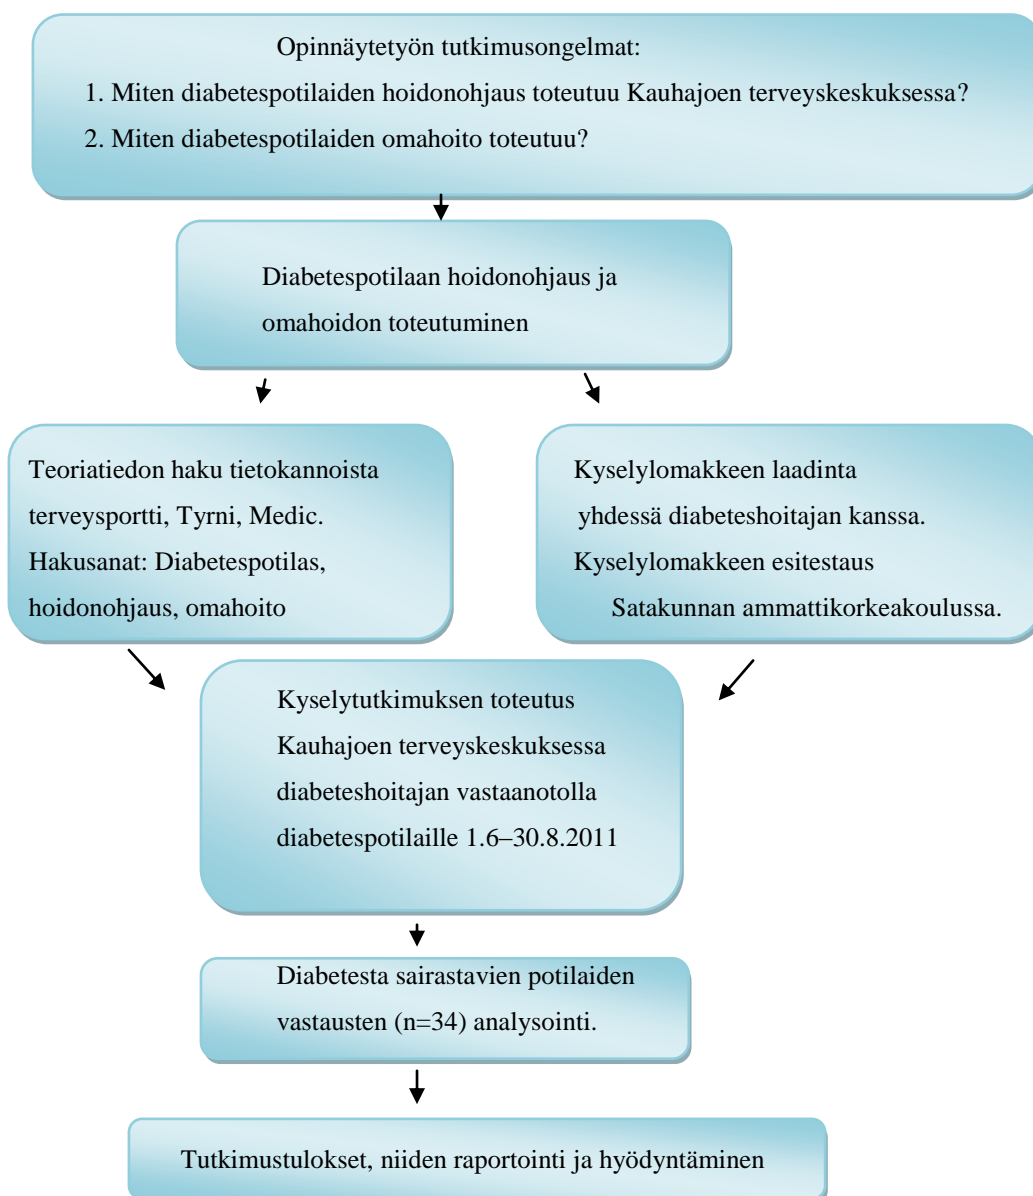 Opinnäytetyön tutkimusongelmat:
1. Miten diabetespotilaiden hoidonohjaus toteutuu Kauhajoen terveyskeskuksessa?
2. Miten diabetespotilaiden omahoito toteutuu?
Diabetespotilaan hoidonohjaus ja
omahoidon toteutuminen
Teoriatiedon haku tietokannoista
terveysportti, Tyrni, Medic.
Hakusanat: Diabetespotilas,
hoidonohjaus, omahoito
Kyselylomakkeen laadinta
yhdessä diabeteshoitajan kanssa.
Kyselylomakkeen esitestaus
Satakunnan ammattikorkeakoulussa.
Kyselytutkimuksen toteutus
Kauhajoen terveyskeskuksessa
diabeteshoitajan vastaanotolla
diabetespotilaille 1.6–30.8.2011
Diabetesta sairastavien potilaiden
vastausten (n=34) analysointi.
Tutkimustulokset, niiden raportointi ja hyödyntäminen